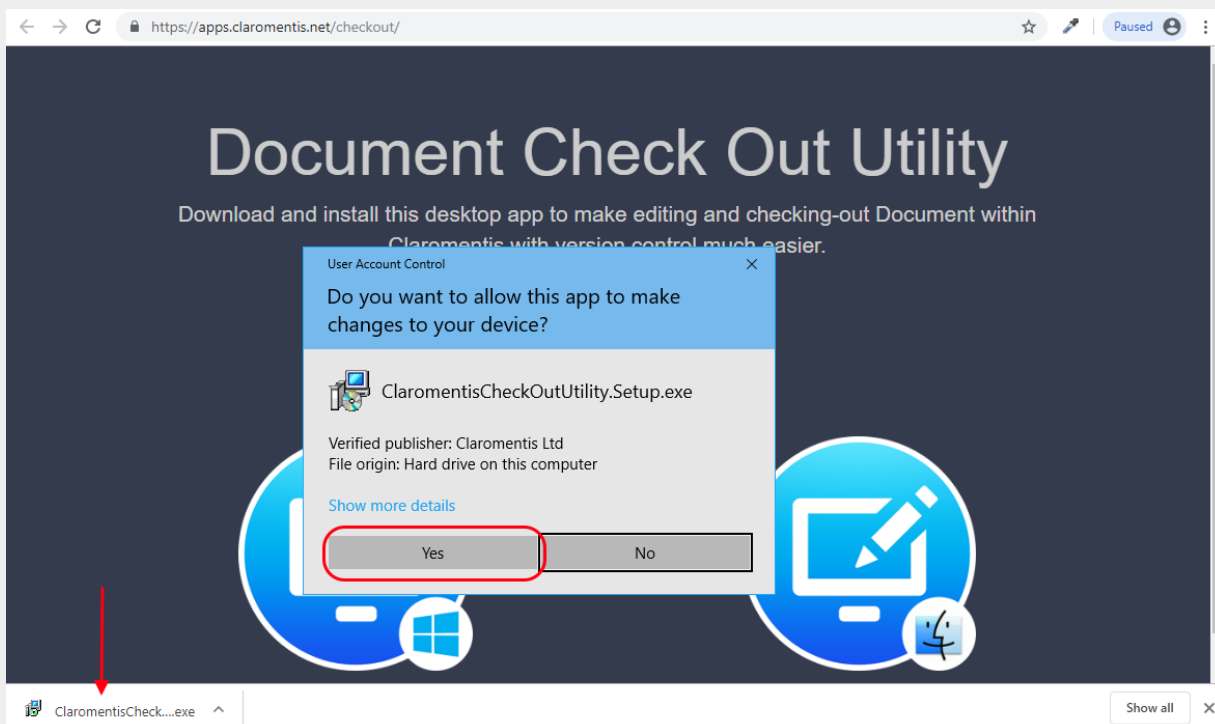 https://apps.claromentis.net/checkout/
Paused
Document Check Out Utility
Download and install this desktop app to make editing and checking-out Document within
Claromentis with version control much easier.
User Account Control
Do you want to allow this app to make
changes to your device?
ClaromentisCheckOutUtility.Setup.exe
Verified publisher: Claromentis Ltd
File origin: Hard drive on this computer
Show more details
Yes
No
ClaromentisCheck....exe
Show all